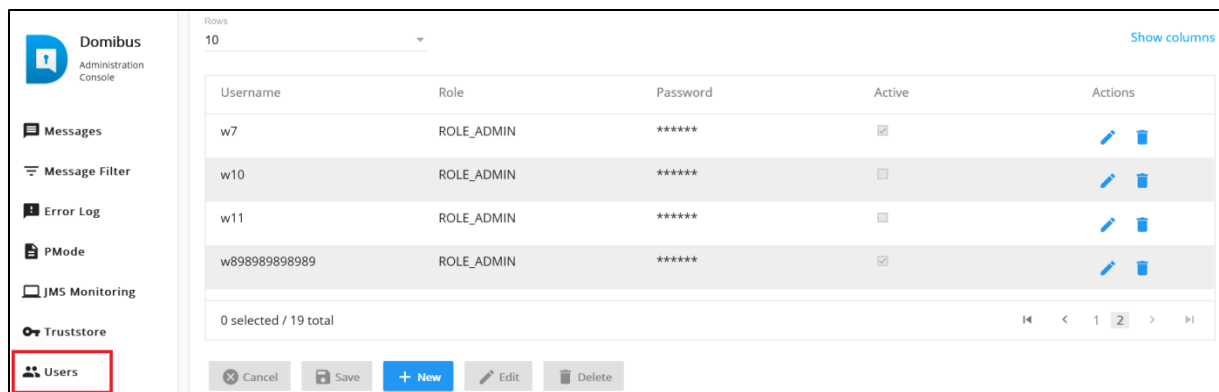 Domibus
Administration
Console
Messages
Message Filter
Error Log
PMode
JMS Monitoring
Truststore
Users
Rows
10
Show columns
Username Role Password Active Actions
w7 ROLE_ADMIN ******
w10 ROLE_ADMIN ******
w11 ROLE_ADMIN ******
w898989898989 ROLE_ADMIN ******
0 selected / 19 total 1 2
Cancel Save + New Edit Delete